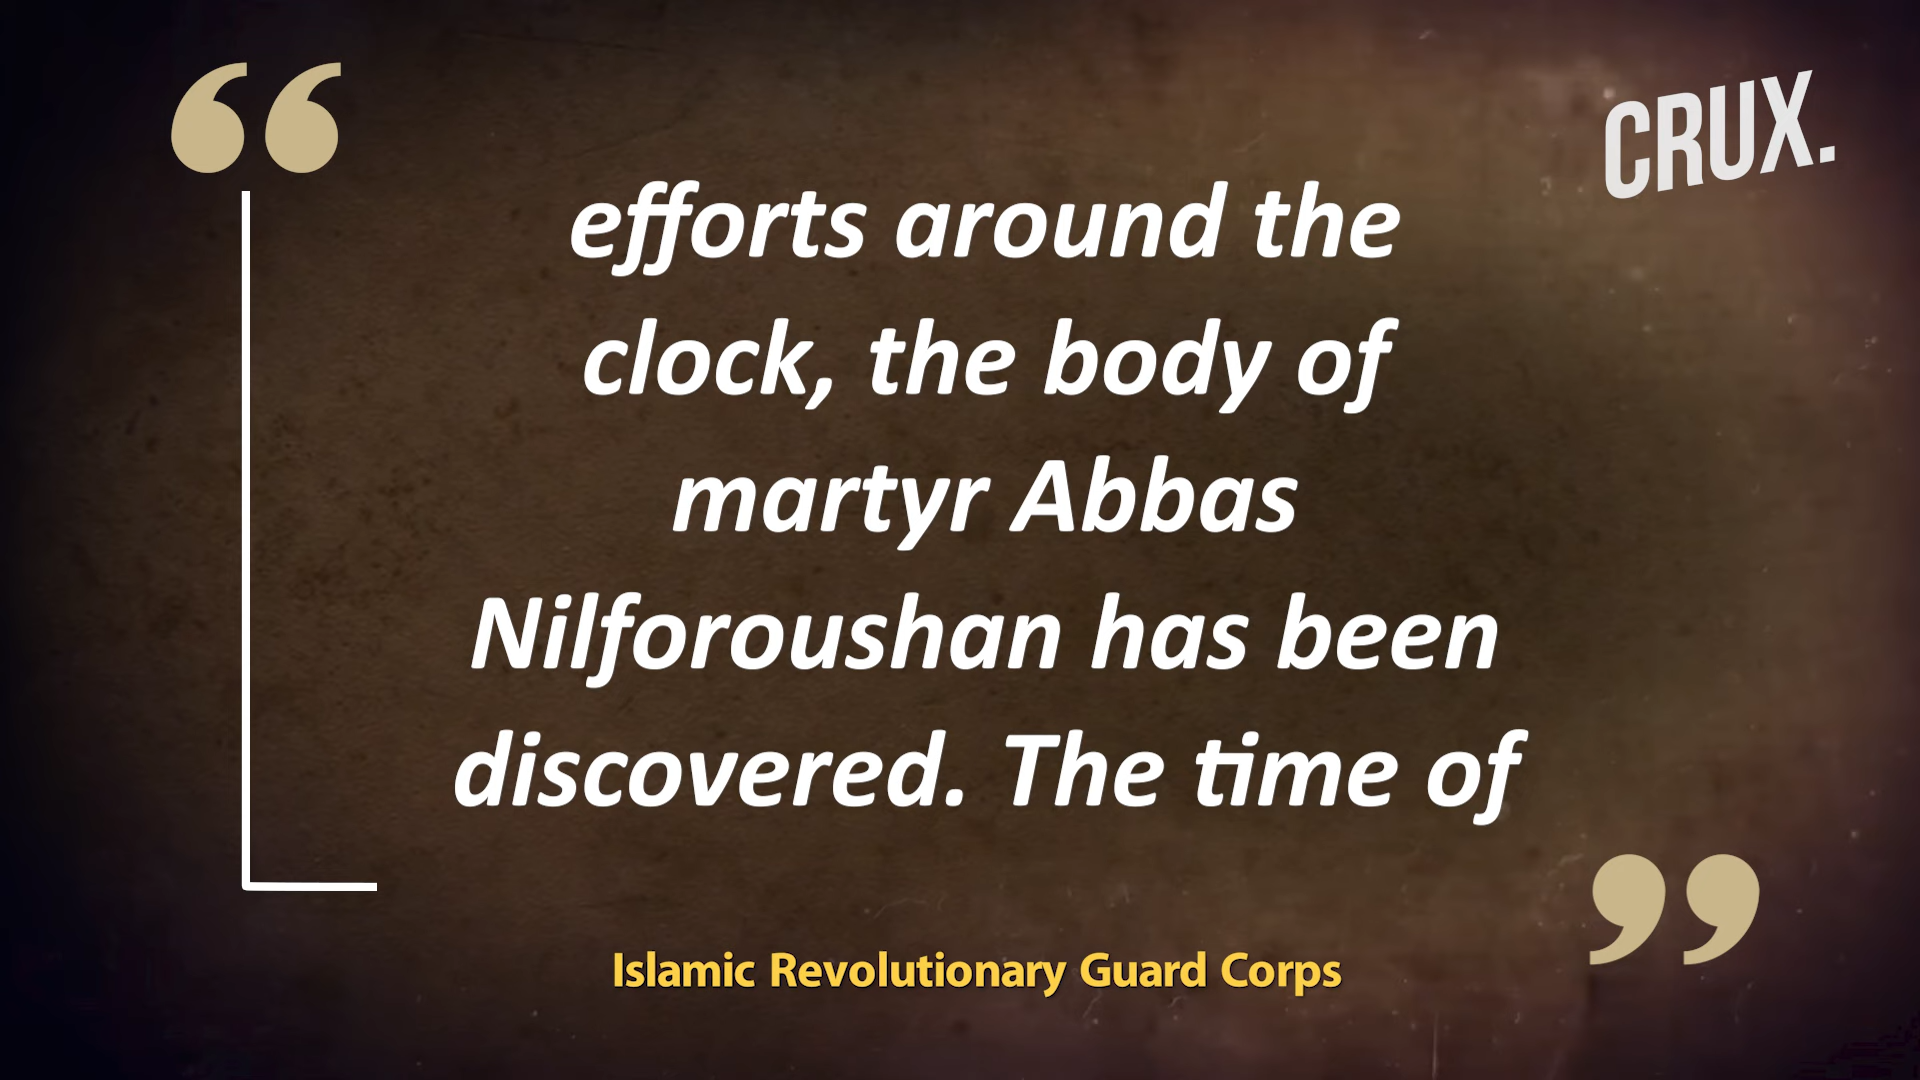 CRUX.
efforts around the
clock, the body of
martyr Abbas
Nilforoushan has been
discovered. The time of
Islamic Revolutionary Guard Corps